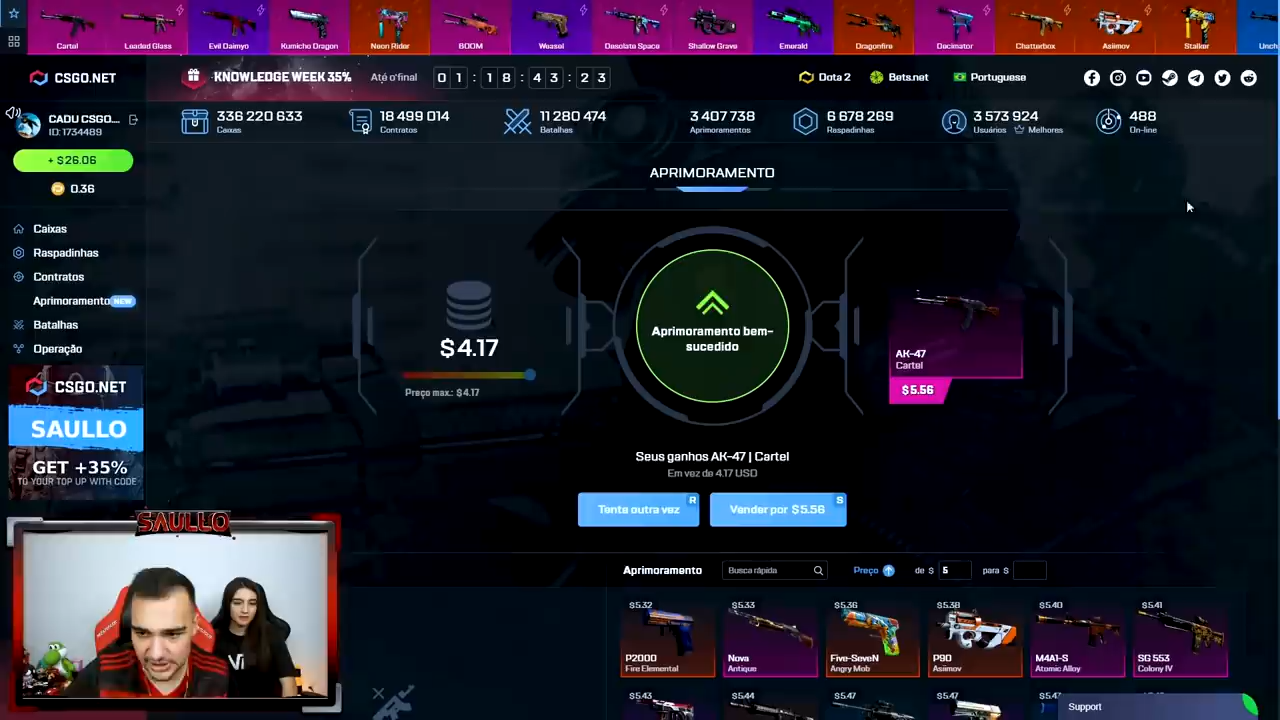 Cartel
Loaded Glass
Evil Daimyo
Kumicho Dragon
Neon Rider
BOOM
Weasel
Desolate Space
Shallow Grave
Emerald
Dragonfire
Decimator
Chatterbox
Asiimov
Stalker
CSGO.NET
KNOWLEDGE WEEK 35%
Até o'final
0 1 : 1 8 : 4 3 : 2 3
Dota 2
Bets.net
Portuguese
CADU CSGO....
ID: 1734489
336 220 633
Caixas
18 499 014
Contratos
11 280 474
Batalhas
3 407 738
Aprimoramentos
6 678 269
Raspadinhas
3 573 924
Usuários
Melhores
488
On-line
+ $26.06
0.36
APRIMORAMENTO
Caixas
Raspadinhas
Contratos
Aprimoramento NEW
Batalhas
Operação
$4.17
Preço max.: $4.17
Aprimoramento bem-
sucedido
AK-47
Cartel
$5.56
CSGO.NET
SAULLO
GET +35%
TO YOUR TOP UP WITH CODE
Seus ganhos AK-47 | Cartel
Em vez de 4.17 USD
Tente outra vez
R
Vender por $5.56
S
SAULLO
Aprimoramento
Busca rápida
Preço
de $
5
para $
$5.32
P2000
Fire Elemental
$5.33
Nova
Antique
$5.36
Five-SeveN
Angry Mob
$5.38
P90
Asiimov
$5.40
M4A1-S
Atomic Alloy
$5.41
SG 553
Colony IV
$5.43
$5.44
$5.47
$5.47
Support